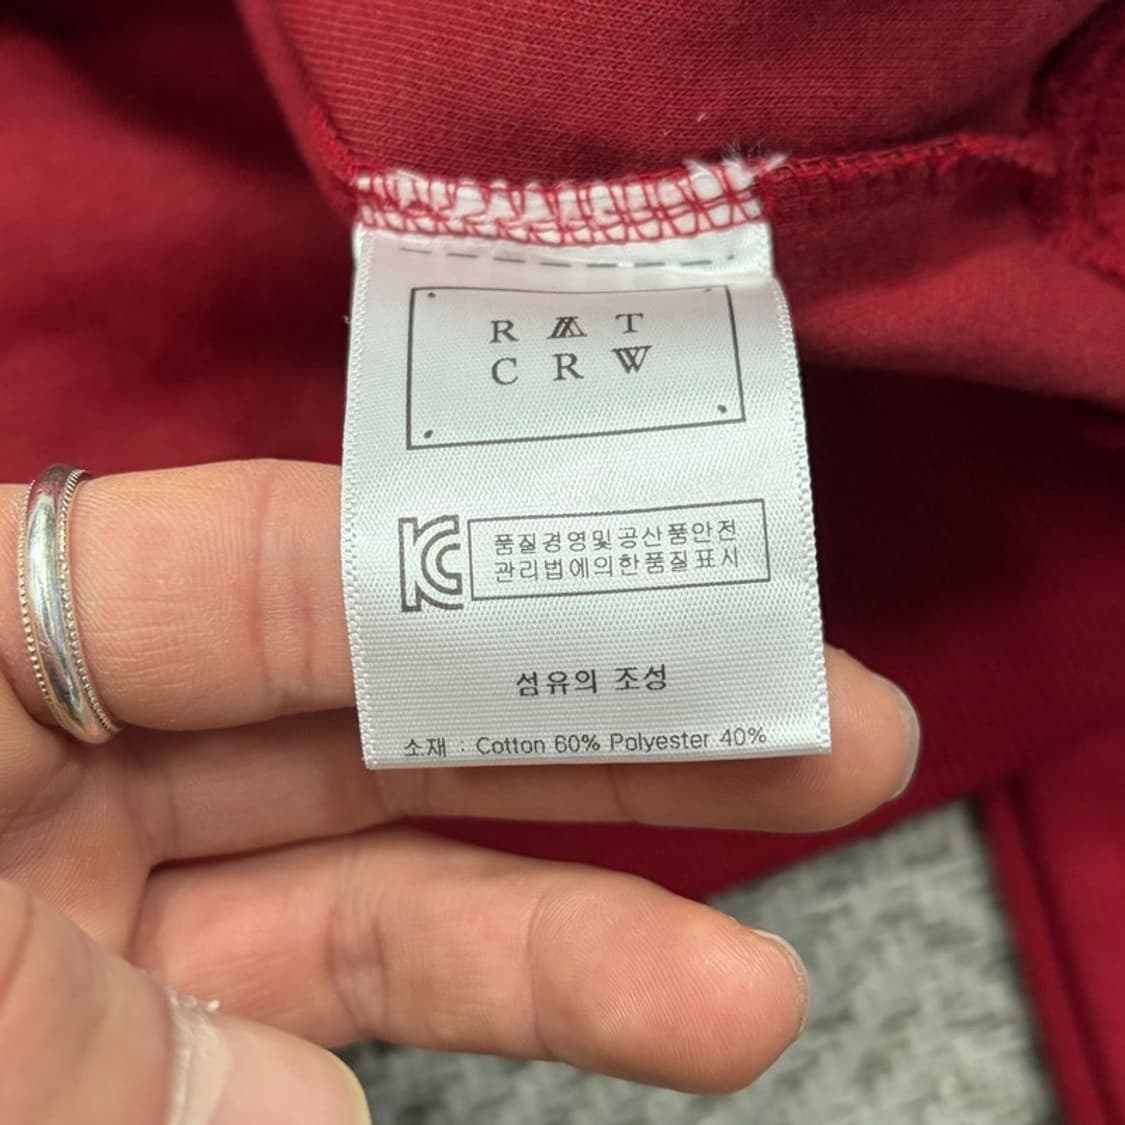 R A T
C R W
KC
품질경영및공산품안전
관리법에의한품질표시
섬유의 조성
소재 : Cotton 60% Polyester 40%